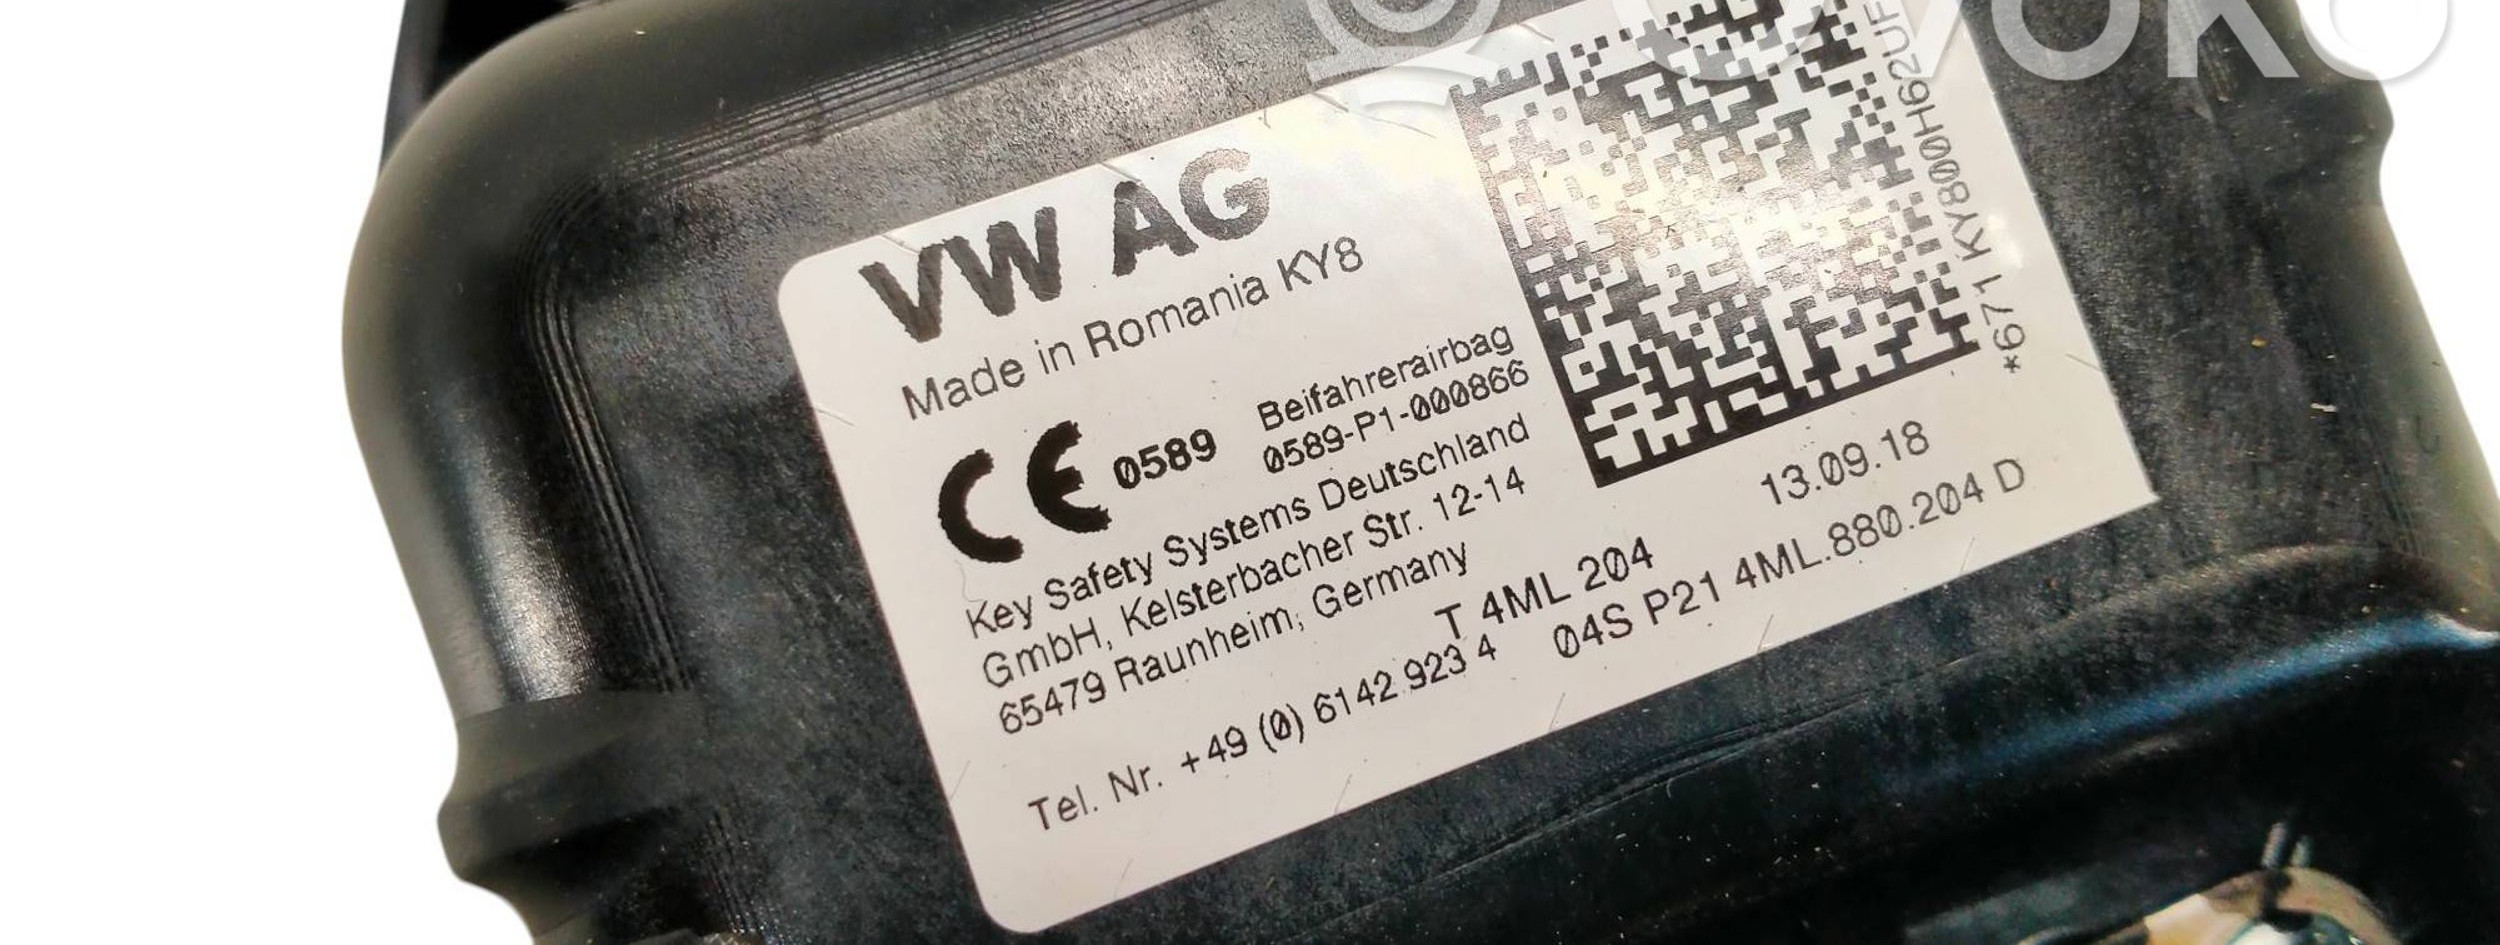 VW AG
Made in Romania KY8
CE 0589
Beifahrerairbag
0589-P1-000866
Key Safety Systems Deutschland
GmbH, Kelsterbacher Str. 12-14
65479 Raunheim, Germany
Tel. Nr. +49 (0) 6142 923 4
T 4ML 204
04S P21 4ML.880.204 D
13.09.18
*671 KY800H62UF